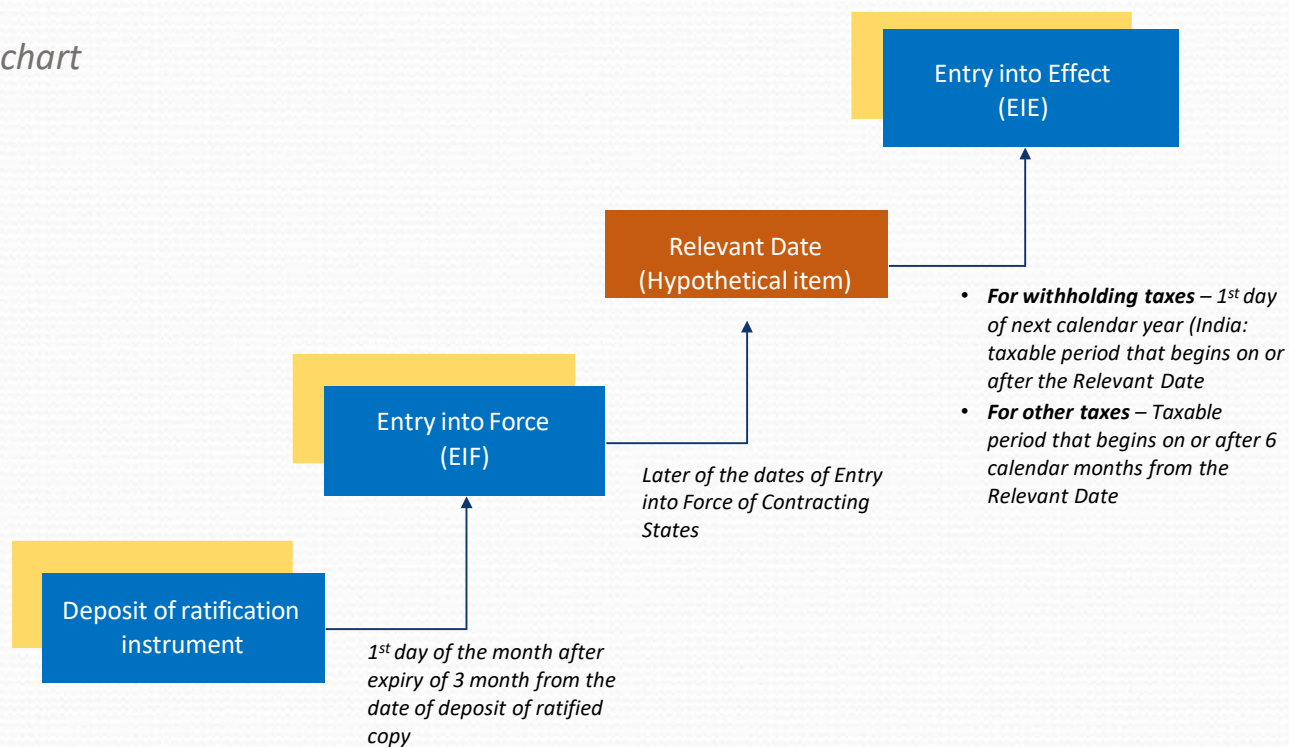 chart
Entry into Effect
(EIE)
Relevant Date
(Hypothetical item)
• For withholding taxes – 1st day
of next calendar year (India:
taxable period that begins on or
after the Relevant Date
• For other taxes – Taxable
period that begins on or after 6
calendar months from the
Relevant Date
Entry into Force
(EIF)
Later of the dates of Entry
into Force of Contracting
States
Deposit of ratification
instrument
1st day of the month after
expiry of 3 month from the
date of deposit of ratified
copy